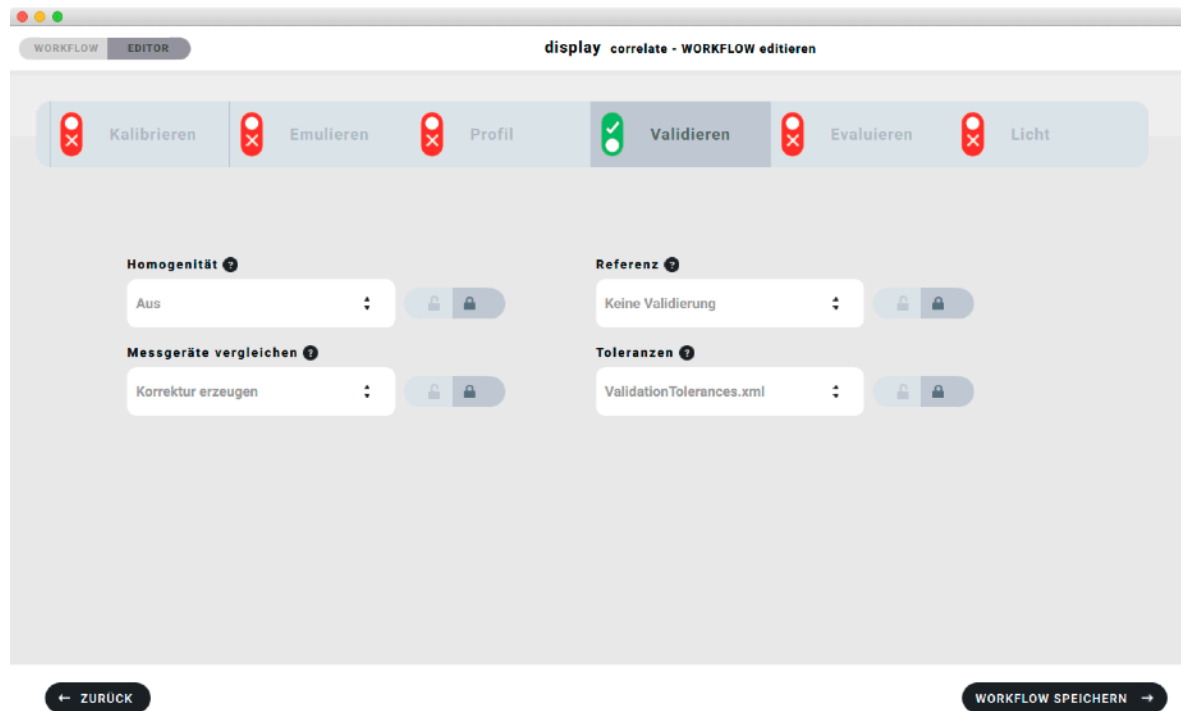 WORKFLOW EDITOR display correlate - WORKFLOW editieren
Kalibrieren Emulieren Profil Validieren Evaluieren Licht
Homogenität ? Referenz ?
Aus Keine Validierung
Messgeräte vergleichen ? Toleranzen ?
Korrektur erzeugen ValidationTolerances.xml
← ZURÜCK WORKFLOW SPEICHERN →